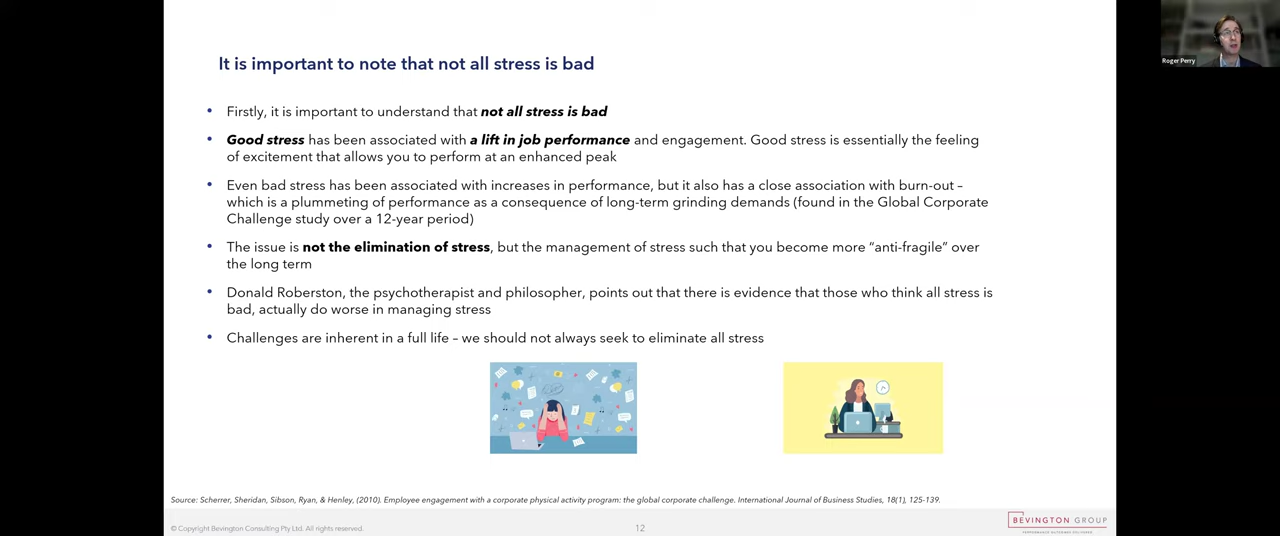 Roger Perry
It is important to note that not all stress is bad
• Firstly, it is important to understand that not all stress is bad
• Good stress has been associated with a lift in job performance and engagement. Good stress is essentially the feeling
of excitement that allows you to perform at an enhanced peak
• Even bad stress has been associated with increases in performance, but it also has a close association with burn-out –
which is a plummeting of performance as a consequence of long-term grinding demands (found in the Global Corporate
Challenge study over a 12-year period)
• The issue is not the elimination of stress, but the management of stress such that you become more “anti-fragile” over
the long term
• Donald Roberston, the psychotherapist and philosopher, points out that there is evidence that those who think all stress is
bad, actually do worse in managing stress
• Challenges are inherent in a full life – we should not always seek to eliminate all stress
Source: Scherrer, Sheridan, Sibson, Ryan, & Henley, (2010). Employee engagement with a corporate physical activity program: the global corporate challenge. International Journal of Business Studies, 18(1), 125-139.
© Copyright Bevington Consulting Pty Ltd. All rights reserved.
12
BEVINGTON GROUP